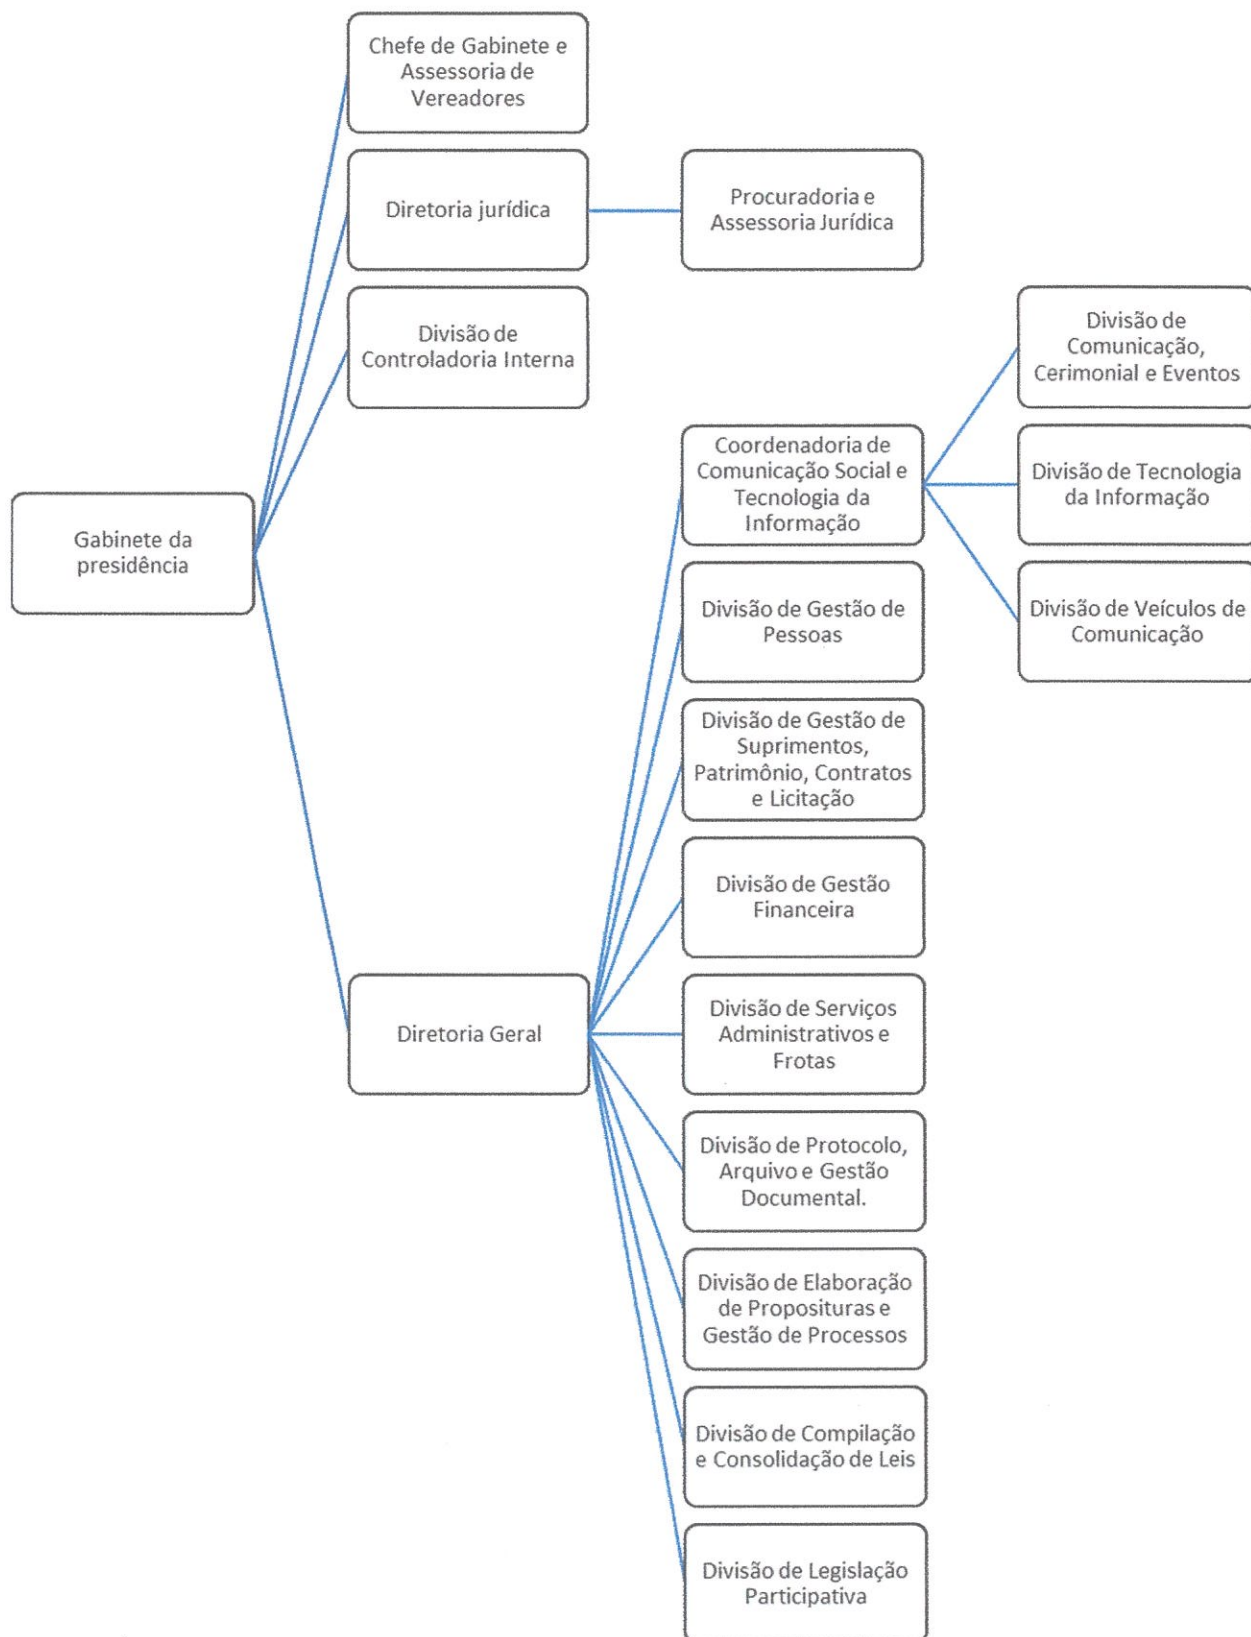 Chefe de Gabinete e
Assessoria de
Vereadores
Diretoria jurídica
Procuradoria e
Assessoria Jurídica
Divisão de
Controladoria Interna
Divisão de
Comunicação,
Cerimonial e Eventos
Coordenadoria de
Comunicação Social e
Tecnologia da
Informação
Divisão de Tecnologia
da Informação
Gabinete da
presidência
Divisão de Gestão de
Pessoas
Divisão de Veículos de
Comunicação
Divisão de Gestão de
Suprimentos,
Patrimônio, Contratos
e Licitação
Divisão de Gestão
Financeira
Diretoria Geral
Divisão de Serviços
Administrativos e
Frotas
Divisão de Protocolo,
Arquivo e Gestão
Documental.
Divisão de Elaboração
de Proposituras e
Gestão de Processos
Divisão de Compilação
e Consolidação de Leis
Divisão de Legislação
Participativa